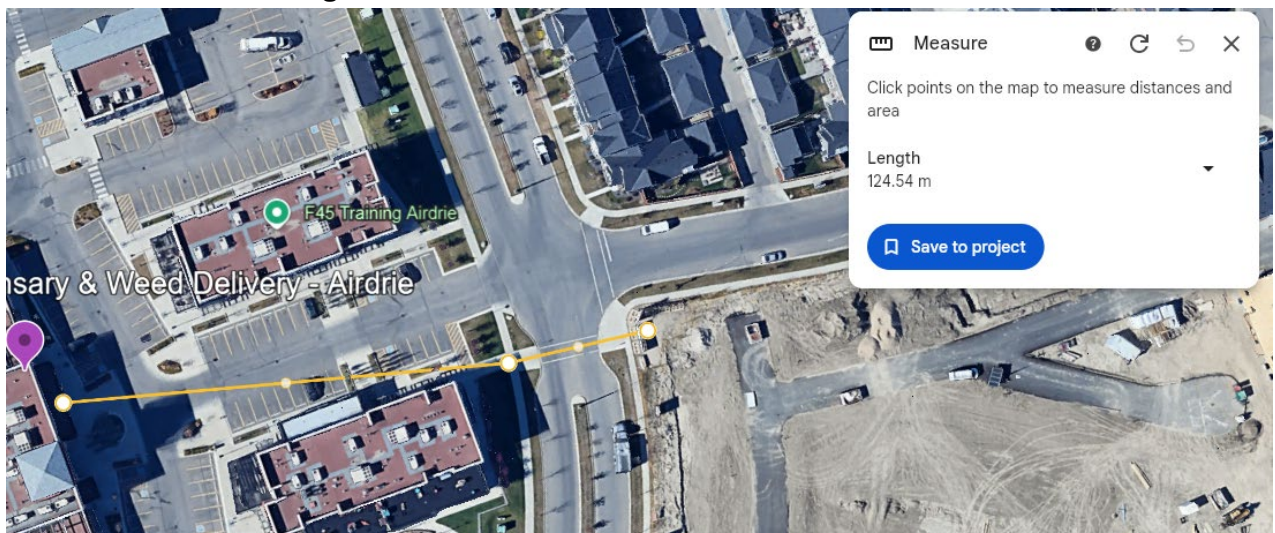 Measure
Click points on the map to measure distances and
area
Length
124.54 m
Save to project
F45 Training Airdrie
nsary & Weed Delivery - Airdrie